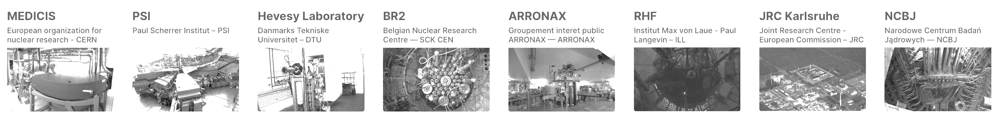 MEDICIS
European organization for
nuclear research - CERN
PSI
Paul Scherrer Institut – PSI
Hevesy Laboratory
Danmarks Tekniske
Universitet – DTU
BR2
Belgian Nuclear Research
Centre — SCK CEN
ARRONAX
Groupement interet public
ARRONAX — ARRONAX
RHF
Institut Max von Laue - Paul
Langevin – ILL
JRC Karlsruhe
Joint Research Centre -
European Commission – JRC
NCBJ
Narodowe Centrum Badań
Jądrowych — NCBJ